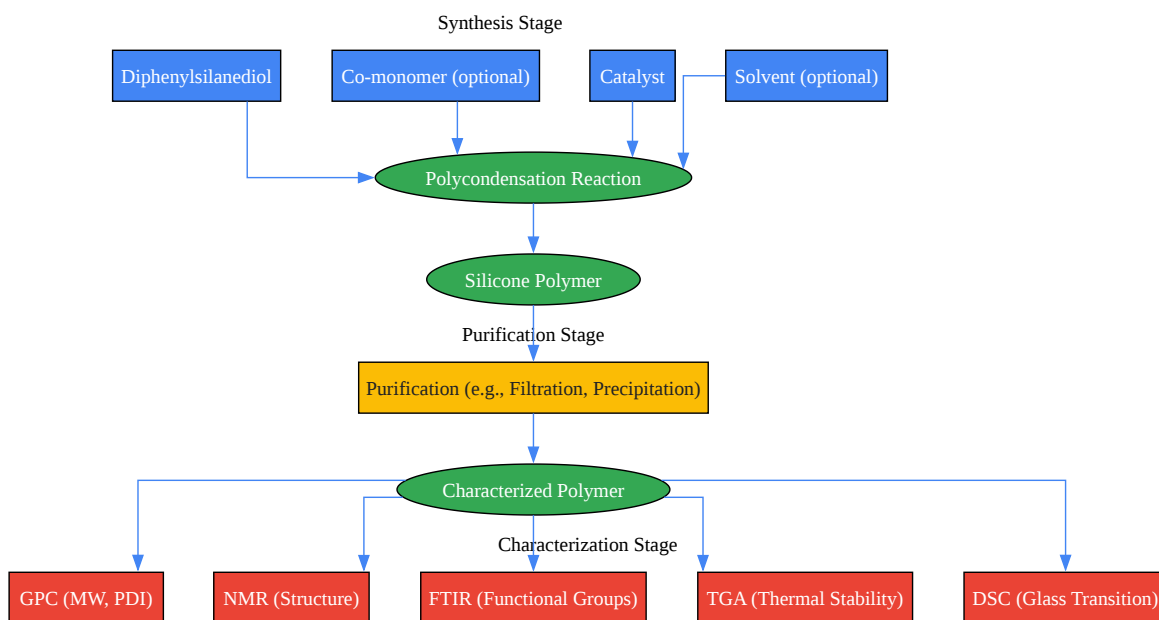 Synthesis Stage
Diphenylsilanediol
Co-monomer (optional)
Catalyst
Solvent (optional)
Polycondensation Reaction
Silicone Polymer
Purification Stage
Purification (e.g., Filtration, Precipitation)
Characterized Polymer
Characterization Stage
GPC (MW, PDI)
NMR (Structure)
FTIR (Functional Groups)
TGA (Thermal Stability)
DSC (Glass Transition)